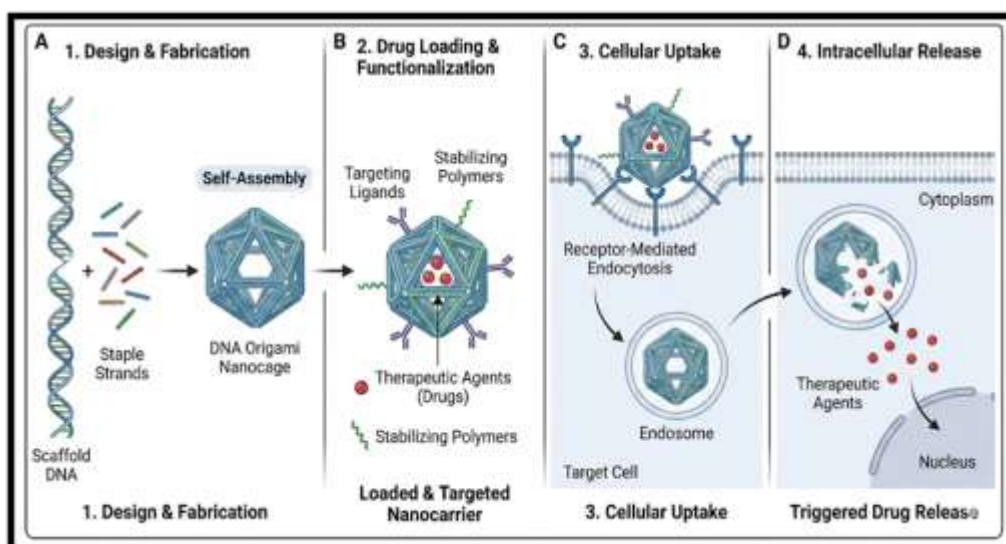 A
1. Design & Fabrication
Self-Assembly
+
Staple
Strands
DNA Origami
Nanocage
Scaffold
DNA
1. Design & Fabrication
B
2. Drug Loading &
Functionalization
Targeting
Ligands
Stabilizing
Polymers
Therapeutic Agents
(Drugs)
Stabilizing Polymers
Loaded & Targeted
Nanocarrier
C
3. Cellular Uptake
Receptor-Mediated
Endocytosis
Endosome
Target Cell
3. Cellular Uptake
D
4. Intracellular Release
Cytoplasm
Therapeutic
Agents
Nucleus
Triggered Drug Release